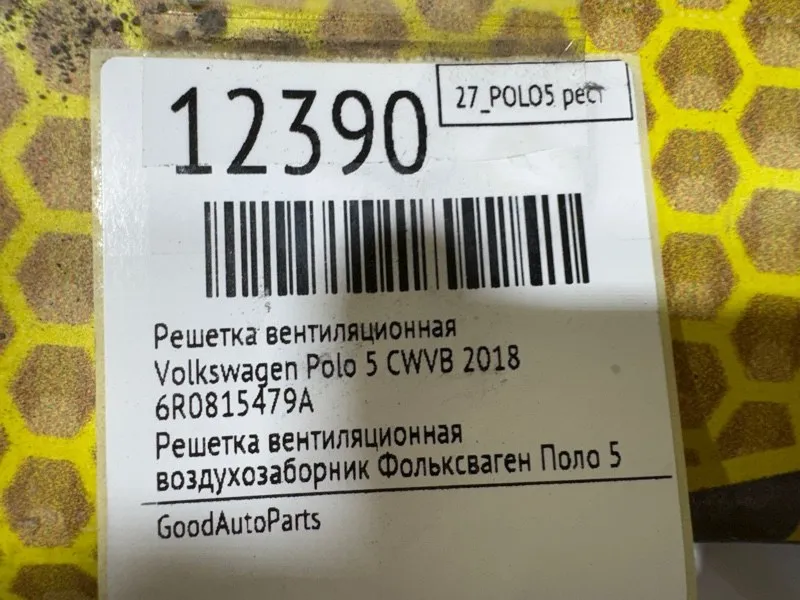 12390
27_POLO5 рест
Решетка вентиляционная
Volkswagen Polo 5 CWVB 2018
6R0815479A
Решетка вентиляционная
воздухозаборник Фольксваген Поло 5
GoodAutoParts